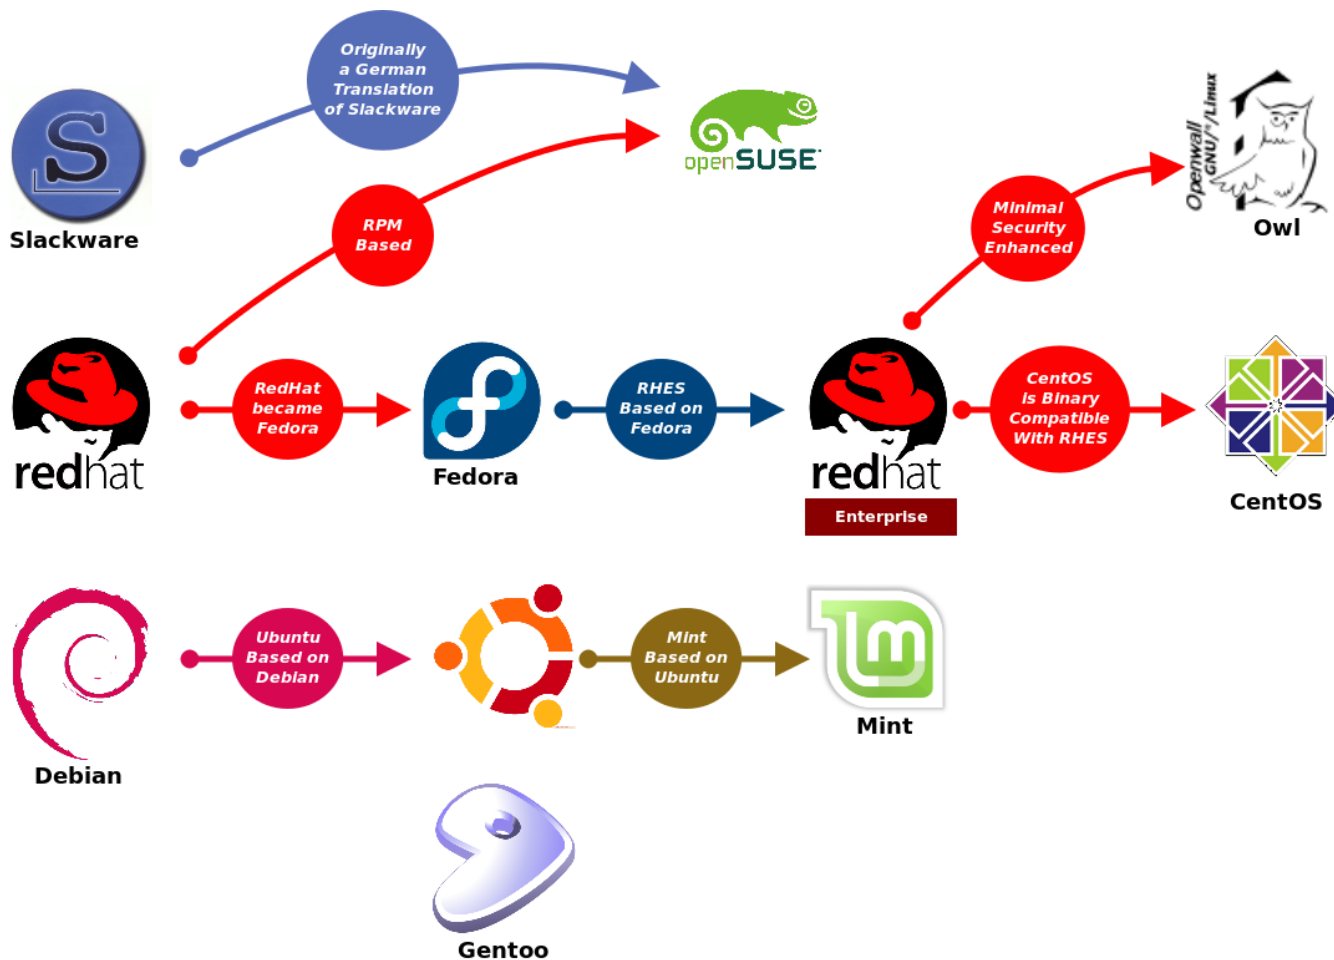 Originally
a German
Translation
of Slackware
S
Slackware
openSUSE
RPM
Based
Minimal
Security
Enhanced
Openwall
GNU/*/Linux
Owl
redhat
RedHat
became
Fedora
Fedora
RHES
Based on
Fedora
redhat
Enterprise
CentOS
is Binary
Compatible
With RHES
CentOS
Debian
Ubuntu
Based on
Debian
Mint
Based on
Ubuntu
lm
Mint
Gentoo